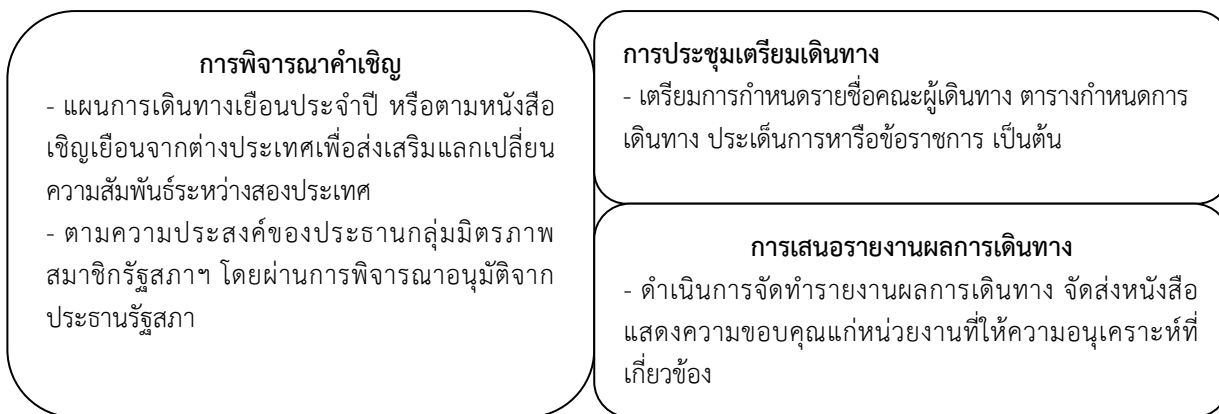 การพิจารณาคำเชิญ
- แผนการเดินทางเยือนประจำปี หรือตามหนังสือ
เชิญเยือนจากต่างประเทศเพื่อส่งเสริมแลกเปลี่ยน
ความสัมพันธ์ระหว่างสองประเทศ
- ตามความประสงค์ของประธานกลุ่มมิตรภาพ
สมาชิกรัฐสภาฯ โดยผ่านการพิจารณาอนุมัติจาก
ประธานรัฐสภา
การประชุมเตรียมเดินทาง
- เตรียมการกำหนดรายชื่อคณะผู้เดินทาง ตารางกำหนดการ
เดินทาง ประเด็นการหารือข้อราชการ เป็นต้น
การเสนอรายงานผลการเดินทาง
- ดำเนินการจัดทำรายงานผลการเดินทาง จัดส่งหนังสือ
แสดงความขอบคุณแก่หน่วยงานที่ให้ความอนุเคราะห์ที่
เกี่ยวข้อง